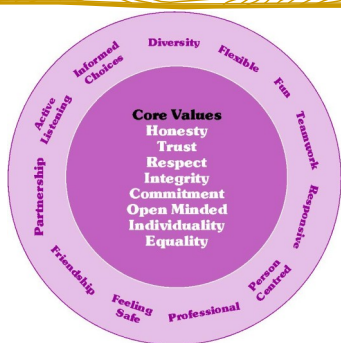 Core Values
Honesty
Trust
Respect
Integrity
Commitment
Open Minded
Individuality
Equality
Diversity
Flexible
Fun
Teamwork
Responsive
Person
Centred
Professional
Feeling
Safe
Friendship
Partnership
Active
Listening
Informed
Choices